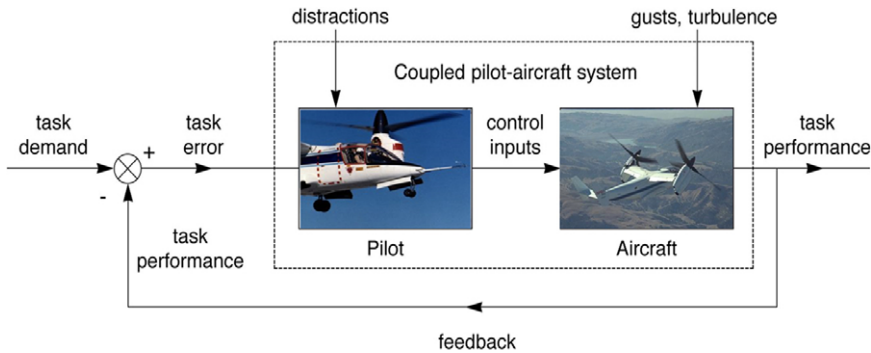 distractions
gusts, turbulence
Coupled pilot-aircraft system
task
demand
+
-
task
error
control
inputs
task
performance
Pilot
Aircraft
task
performance
feedback